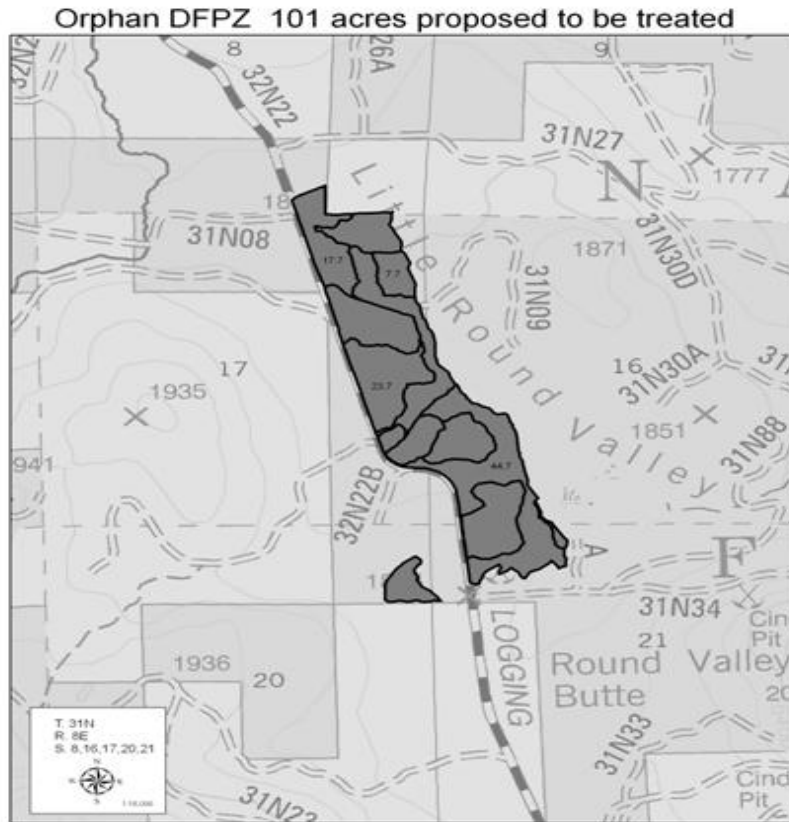 Orphan DFPZ 101 acres proposed to be treated
8
9
32N22
26A
31N27
N
1777
18
31N08
Little Round Valley
1871
31N30D
17.7
7.7
31N09
17
1935
16
31N30A
23.7
1851
31N88
941
44.7
32N22B
A
F
31N34
Cin
Pit
21
LOGGING
1936
20
Round Valley
Butte
20
31N33
Cind
Pit
T. 31N
R. 8E
S. 8,16,17,20,21
N
S
31N23